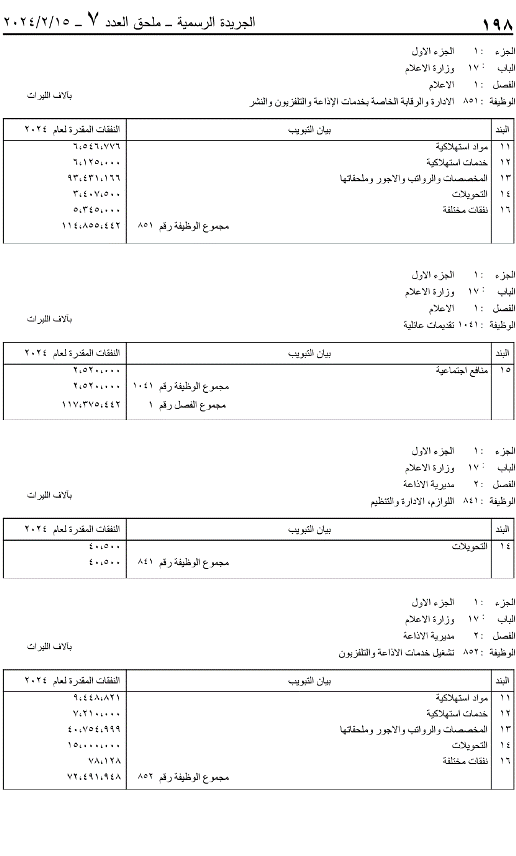 ١٩٨ الجريدة الرسمية – ملحق العدد ٧ – ٢٠٢٤/٢/١٥
الجزء : ١ الجزء الاول
الباب : ١٧ وزارة الاعلام
الفصل : ١ الاعلام
بآلاف الليرات
الوظيفة : ٨٥١ الادارة والرقابة الخاصة بخدمات الإذاعة والتلفزيون والنشر
البند بيان التبويب النفقات المقدرة لعام ٢٠٢٤
١١ مواد استهلاكية ٦،٥٤٦،٧٧٦
١٢ خدمات استهلاكية ٦،١٢٥،٠٠٠
١٣ المخصصات والرواتب والاجور وملحقاتها ٩٣،٤٣١،١٦٦
١٤ التحويلات ٣،٤٠٧،٥٠٠
١٦ نفقات مختلفة ٥،٣٤٥،٠٠٠
مجموع الوظيفة رقم ٨٥١ ١١٤،٨٥٥،٤٤٢
الجزء : ١ الجزء الاول
الباب : ١٧ وزارة الاعلام
الفصل : ١ الاعلام
بآلاف الليرات
الوظيفة : ١٠٤١ تقديمات عائلية
البند بيان التبويب النفقات المقدرة لعام ٢٠٢٤
١٥ منافع اجتماعية ٢،٥٢٠،٠٠٠
مجموع الوظيفة رقم ١٠٤١ ٢،٥٢٠،٠٠٠
مجموع الفصل رقم ١ ١١٧،٣٧٥،٤٤٢
الجزء : ١ الجزء الاول
الباب : ١٧ وزارة الاعلام
الفصل : ٢ مديرية الاذاعة
بآلاف الليرات
الوظيفة : ٨٤١ اللوازم، الادارة والتنظيم
البند بيان التبويب النفقات المقدرة لعام ٢٠٢٤
١٤ التحويلات ٤٠،٥٠٠
مجموع الوظيفة رقم ٨٤١ ٤٠،٥٠٠
الجزء : ١ الجزء الاول
الباب : ١٧ وزارة الاعلام
الفصل : ٢ مديرية الاذاعة
بآلاف الليرات
الوظيفة : ٨٥٢ تشغيل خدمات الاذاعة والتلفزيون
البند بيان التبويب النفقات المقدرة لعام ٢٠٢٤
١١ مواد استهلاكية ٩،٤٤٨،٨٢١
١٢ خدمات استهلاكية ٧،٢١٠،٠٠٠
١٣ المخصصات والرواتب والاجور وملحقاتها ٤٠،٧٥٤،٩٩٩
١٤ التحويلات ١٥،٠٠٠،٠٠٠
١٦ نفقات مختلفة ٧٨،١٢٨
مجموع الوظيفة رقم ٨٥٢ ٧٢،٤٩١،٩٤٨